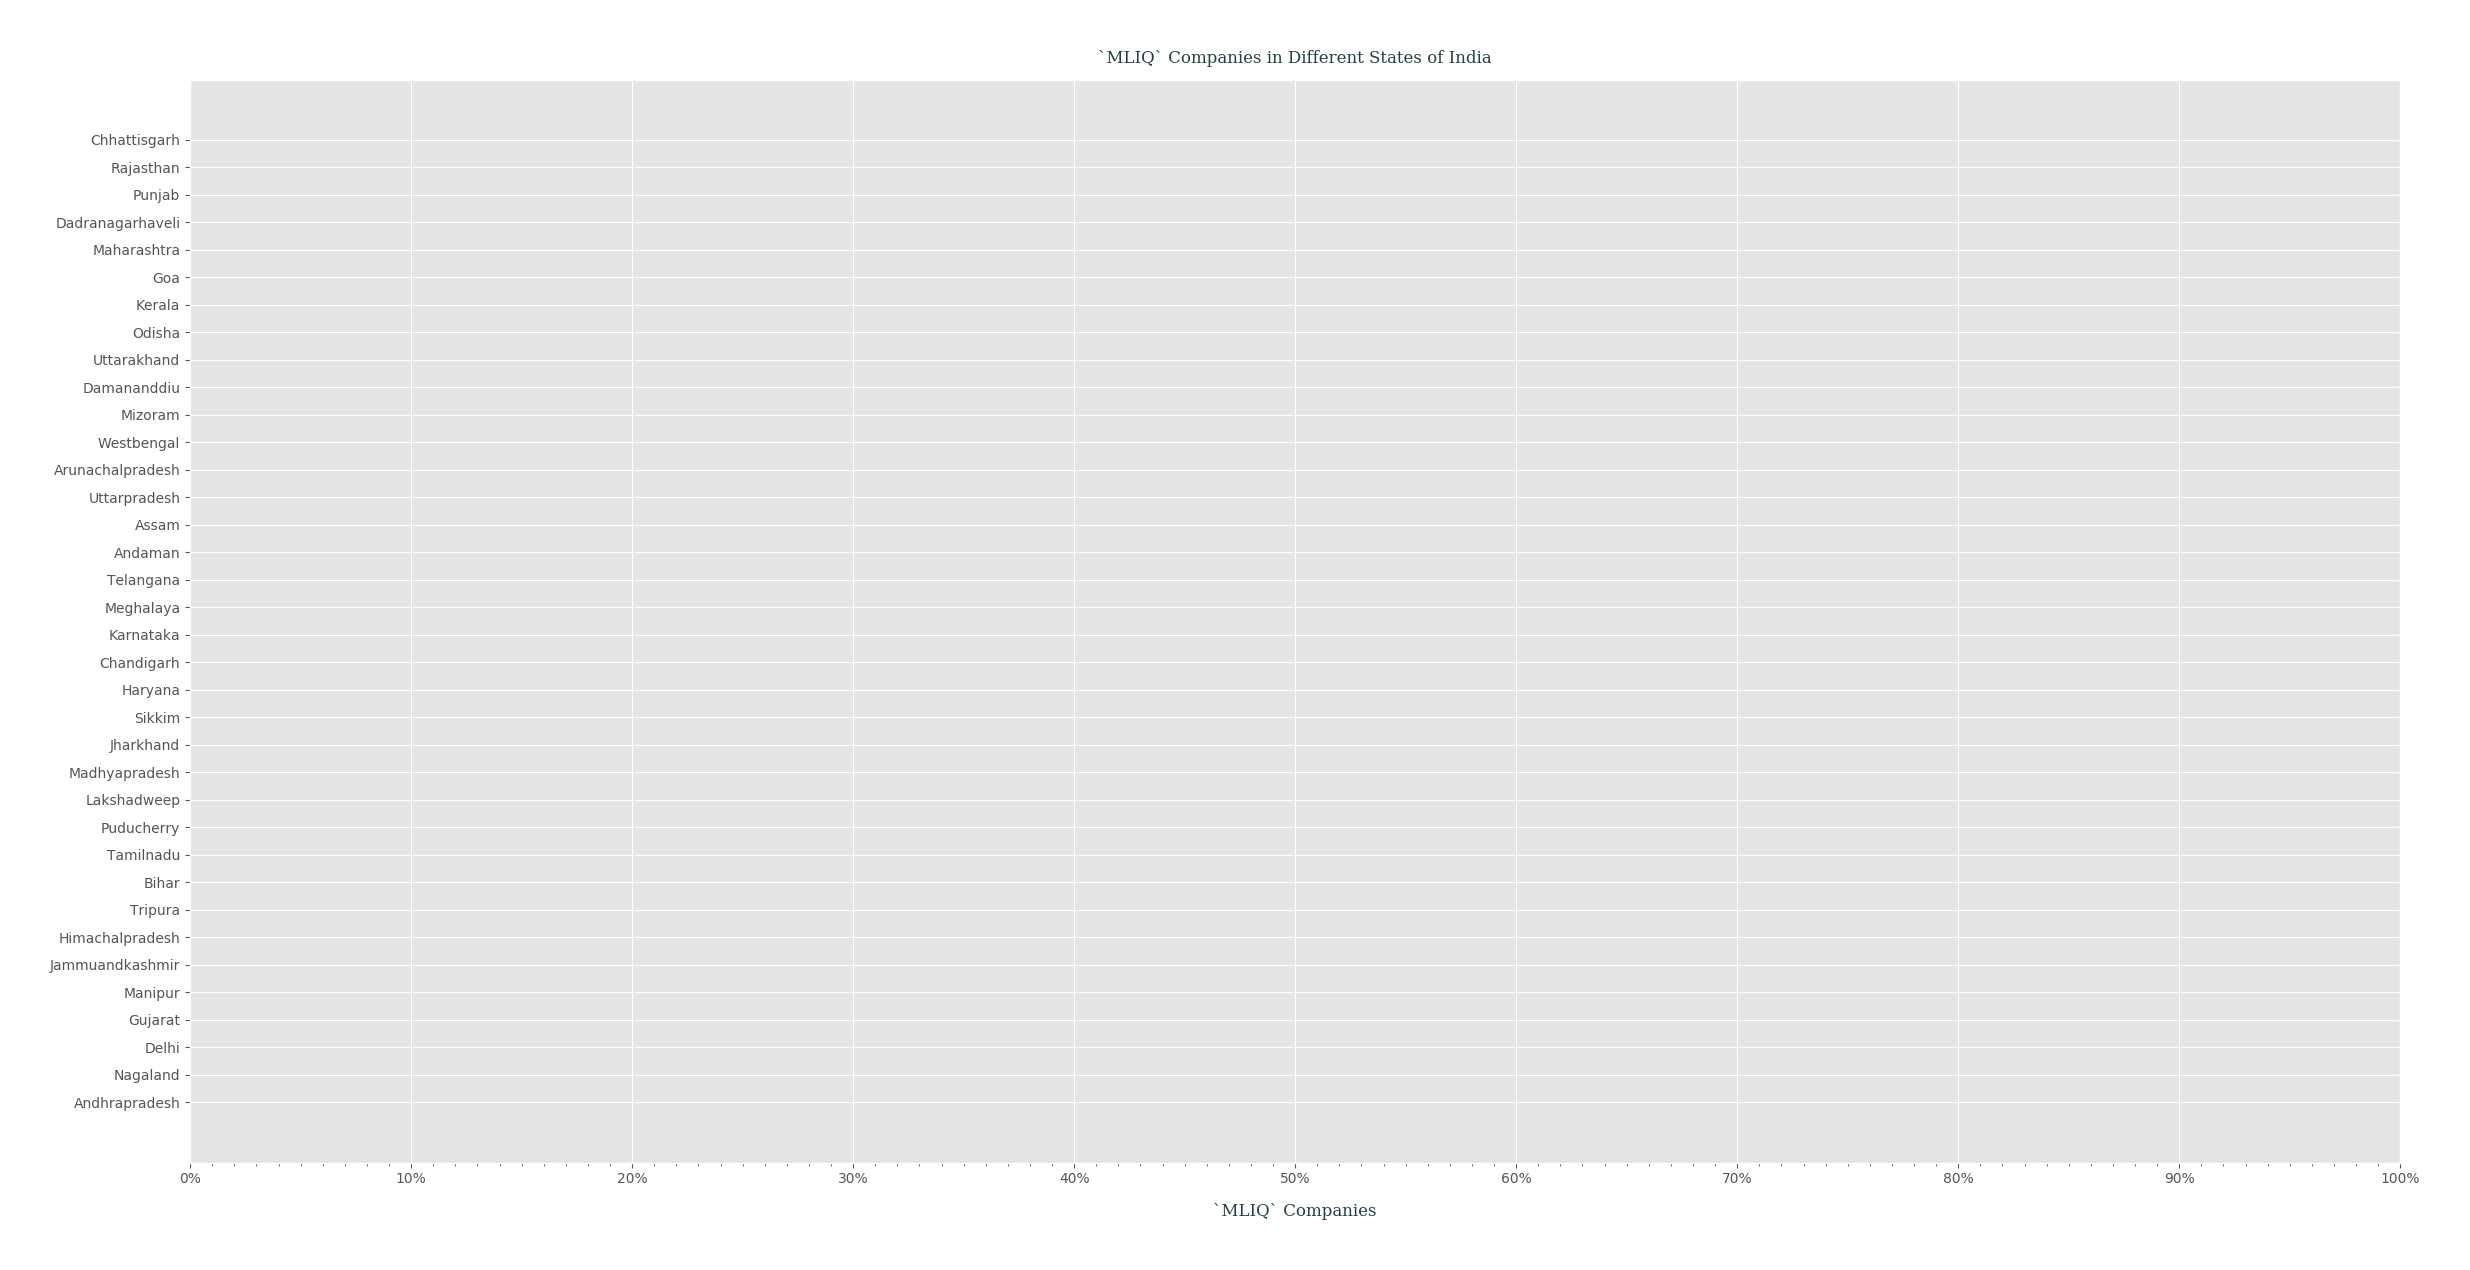 `MLIQ` Companies in Different States of India
Chhattisgarh
Rajasthan
Punjab
Dadranagarhaveli
Maharashtra
Goa
Kerala
Odisha
Uttarakhand
Damananddiu
Mizoram
Westbengal
Arunachalpradesh
Uttarpradesh
Assam
Andaman
Telangana
Meghalaya
Karnataka
Chandigarh
Haryana
Sikkim
Jharkhand
Madhyapradesh
Lakshadweep
Puducherry
Tamilnadu
Bihar
Tripura
Himachalpradesh
Jammuandkashmir
Manipur
Gujarat
Delhi
Nagaland
Andhrapradesh
0% 10% 20% 30% 40% 50% 60% 70% 80% 90% 100%
`MLIQ` Companies